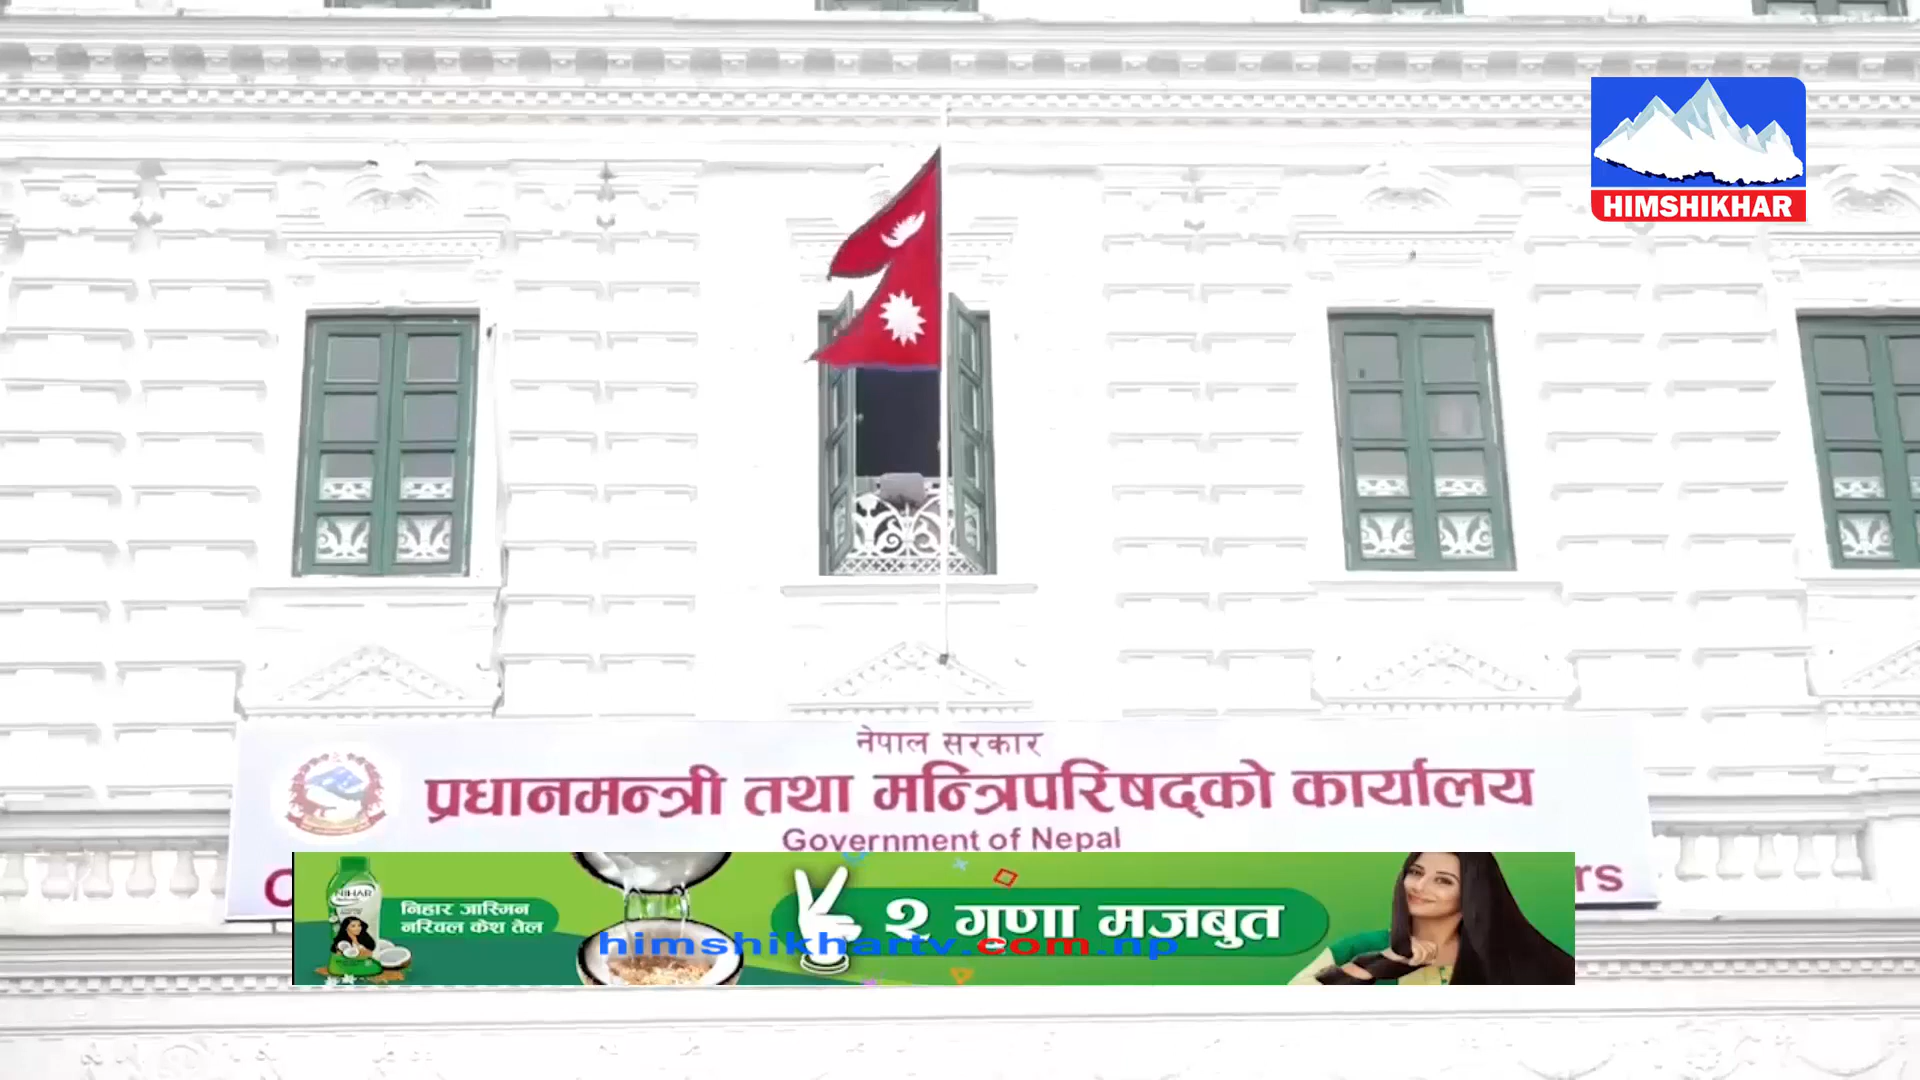 HIMSHIKHAR
नेपाल सरकार
प्रधानमन्त्री तथा मन्त्रिपरिषद्को कार्यालय
Government of Nepal
NIHAR
निहार जास्मिन
नरिवल केश तेल
२ गुणा मजबुत
himshikhartv.com.np